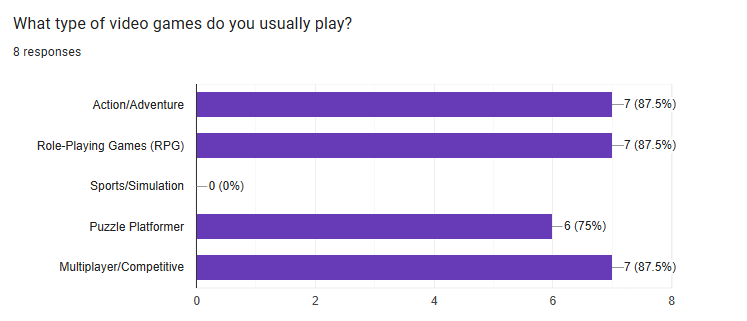 What type of video games do you usually play?
8 responses
Action/Adventure 7 (87.5%)
Role-Playing Games (RPG) 7 (87.5%)
Sports/Simulation 0 (0%)
Puzzle Platformer 6 (75%)
Multiplayer/Competitive 7 (87.5%)
0 2 4 6 8